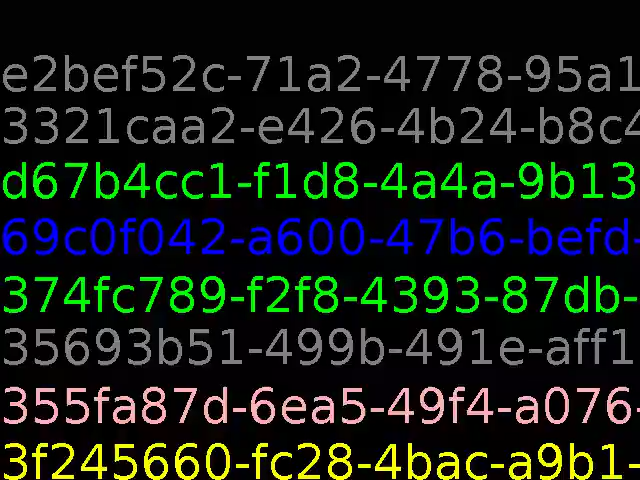 e2bef52c-71a2-4778-95a1
3321caa2-e426-4b24-b8c4
d67b4cc1-f1d8-4a4a-9b13
69c0f042-a600-47b6-befd-
374fc789-f2f8-4393-87db-
35693b51-499b-491e-aff1
355fa87d-6ea5-49f4-a076-
3f245660-fc28-4bac-a9b1-